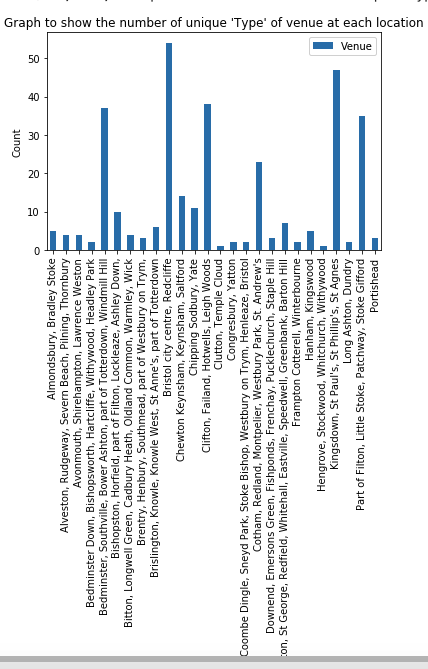 Graph to show the number of unique 'Type' of venue at each location
Venue
Count
50
40
30
20
10
0
Almondsbury, Bradley Stoke
Alveston, Rudgeway, Severn Beach, Pilning, Thornbury
Avonmouth, Shirehampton, Lawrence Weston
Bedminster Down, Bishopsworth, Hartcliffe, Withywood, Headley Park
Bedminster, Southville, Bower Ashton, part of Totterdown, Windmill Hill
Bishopston, Horfield, part of Filton, Lockleaze, Ashley Down,
Bitton, Longwell Green, Cadbury Heath, Oldland Common, Warmley, Wick
Brentry, Henbury, Southmead, part of Westbury on Trym,
Brislington, Knowle, Knowle West, St Anne's, part of Totterdown
Bristol city centre, Redcliffe
Chewton Keynsham, Keynsham, Saltford
Chipping Sodbury, Yate
Clifton, Failand, Hotwells, Leigh Woods
Clutton, Temple Cloud
Congresbury, Yatton
Coombe Dingle, Sneyd Park, Stoke Bishop, Westbury on Trym, Henleaze, Bristol
Cotham, Redland, Montpelier, Westbury Park, St. Andrew's
Downend, Emersons Green, Fishponds, Frenchay, Pucklechurch, Staple Hill
ton, St George, Redfield, Whitehall, Eastville, Speedwell, Greenbank, Barton Hill
Frampton Cotterell, Winterbourne
Hanham, Kingswood
Hengrove, Stockwood, Whitchurch, Withywood
Kingsdown, St Paul's, St Phillip's, St Agnes
Long Ashton, Dundry
Part of Filton, Little Stoke, Patchway, Stoke Gifford
Portishead